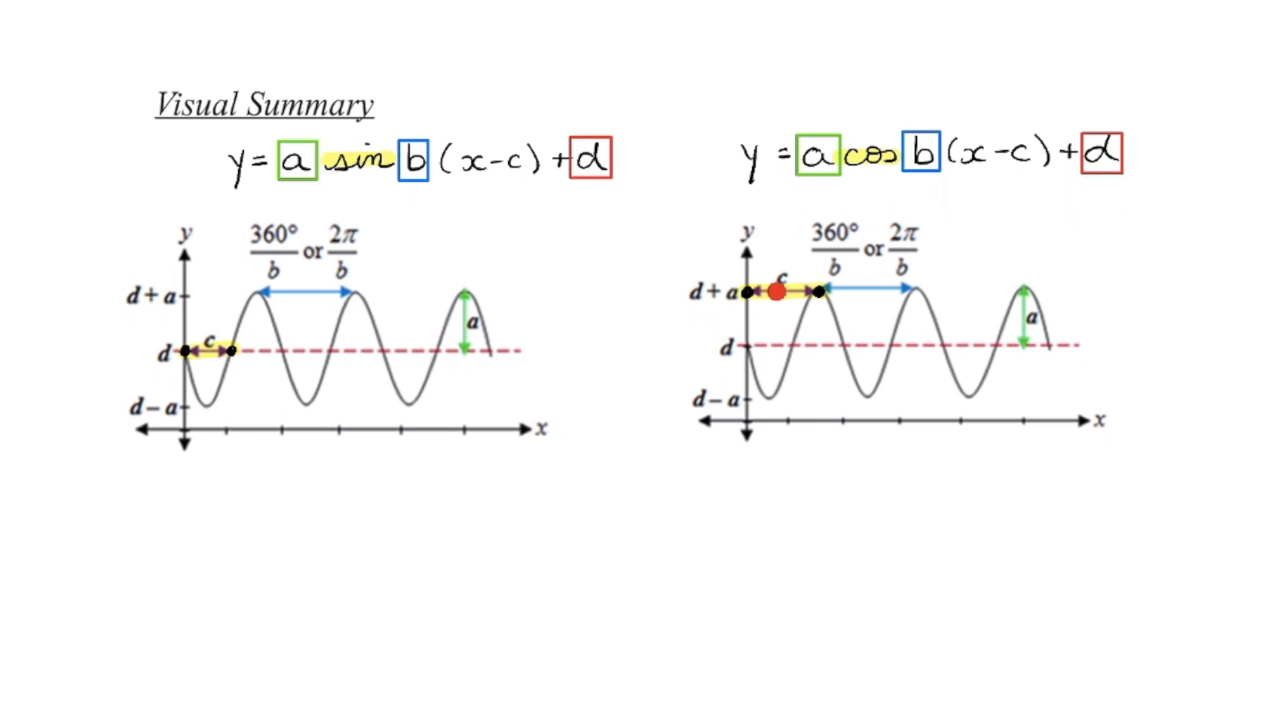 Visual Summary
y = a sin b (x - c) + d
y
360° / b or 2π / b
d + a
a
c
d
d - a
x
y = a cos b (x - c) + d
y
360° / b or 2π / b
c
d + a
a
d
d - a
x